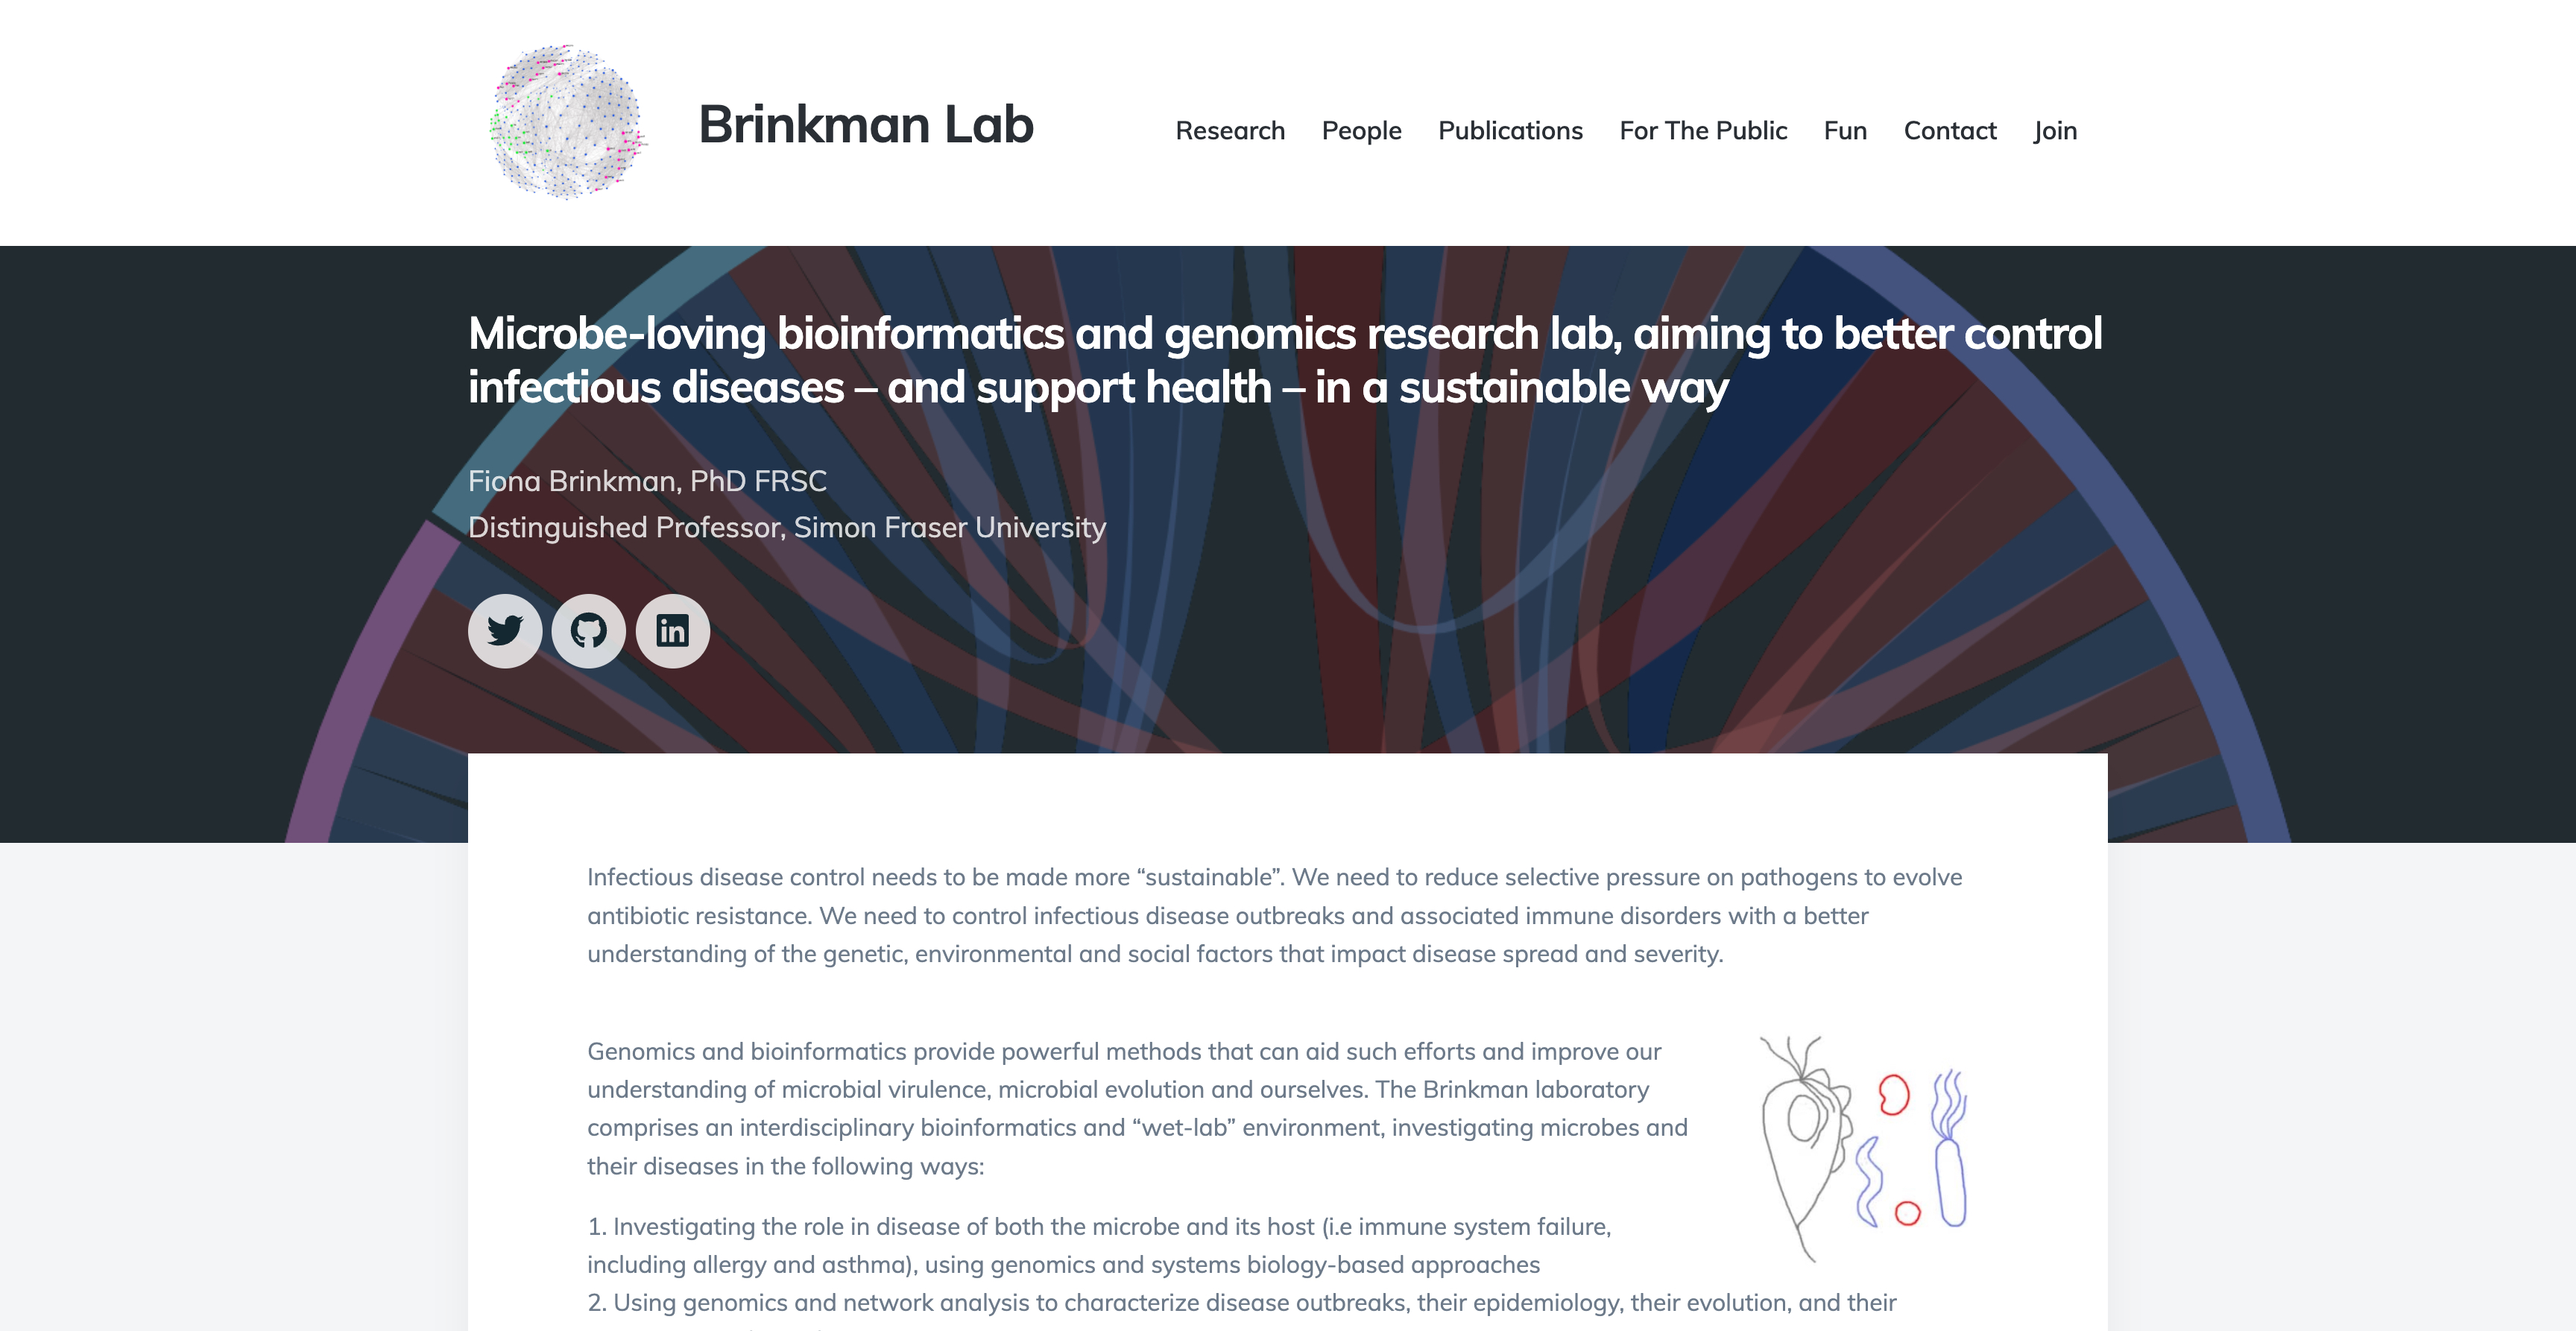 Brinkman Lab
Research People Publications For The Public Fun Contact Join
Microbe-loving bioinformatics and genomics research lab, aiming to better control
infectious diseases – and support health – in a sustainable way
Fiona Brinkman, PhD FRSC
Distinguished Professor, Simon Fraser University
Infectious disease control needs to be made more “sustainable”. We need to reduce selective pressure on pathogens to evolve
antibiotic resistance. We need to control infectious disease outbreaks and associated immune disorders with a better
understanding of the genetic, environmental and social factors that impact disease spread and severity.
Genomics and bioinformatics provide powerful methods that can aid such efforts and improve our
understanding of microbial virulence, microbial evolution and ourselves. The Brinkman laboratory
comprises an interdisciplinary bioinformatics and “wet-lab” environment, investigating microbes and
their diseases in the following ways:
1. Investigating the role in disease of both the microbe and its host (i.e immune system failure,
including allergy and asthma), using genomics and systems biology-based approaches
2. Using genomics and network analysis to characterize disease outbreaks, their epidemiology, their evolution, and their